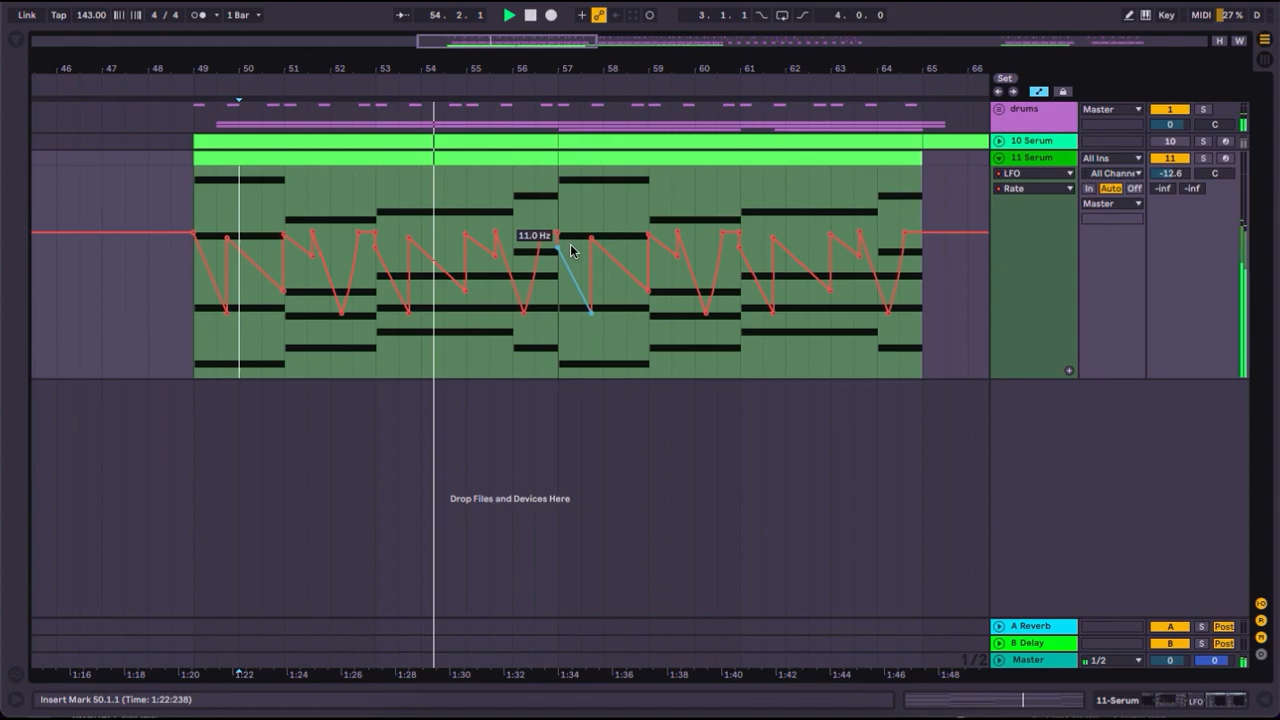 Link Tap 143.00 4 / 4 1 Bar 54. 2. 1 3. 1. 1 4. 0. 0 Key MIDI 27 % D
H W
46 47 48 49 50 51 52 53 54 55 56 57 58 59 60 61 62 63 64 65 66
Set
drums Master 1 S
0 C
10 Serum 10 S
11 Serum All Ins 11 S
LFO All Channe -12.6 C
Rate In Auto Off -inf -inf
Master
11.0 Hz
Drop Files and Devices Here
A Reverb A S Post
B Delay B S Post
1/2 Master 1/2 0 0
1:16 1:18 1:20 1:22 1:24 1:26 1:28 1:30 1:32 1:34 1:36 1:38 1:40 1:42 1:44 1:46 1:48
Insert Mark 50.1.1 (Time: 1:22:238) 11-Serum LFO